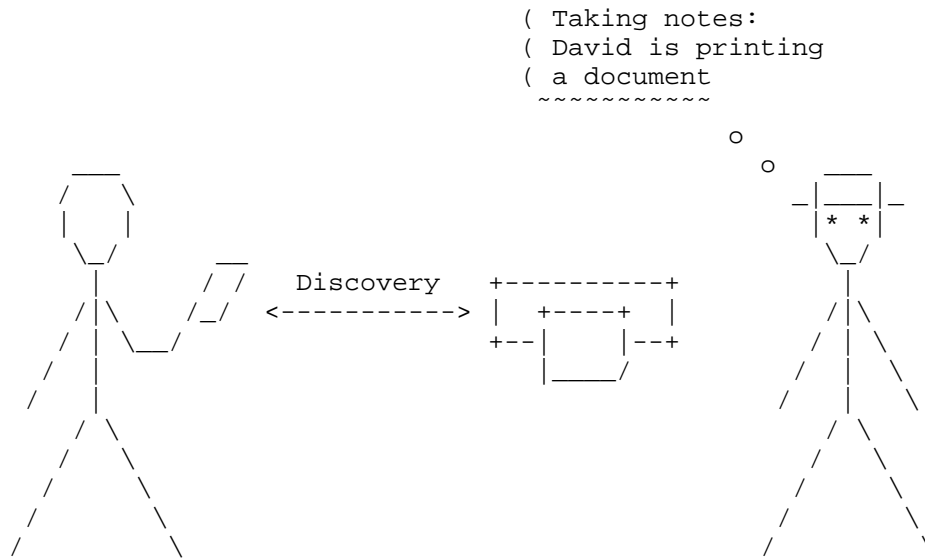 ( Taking notes:
( David is printing
( a document
Discovery